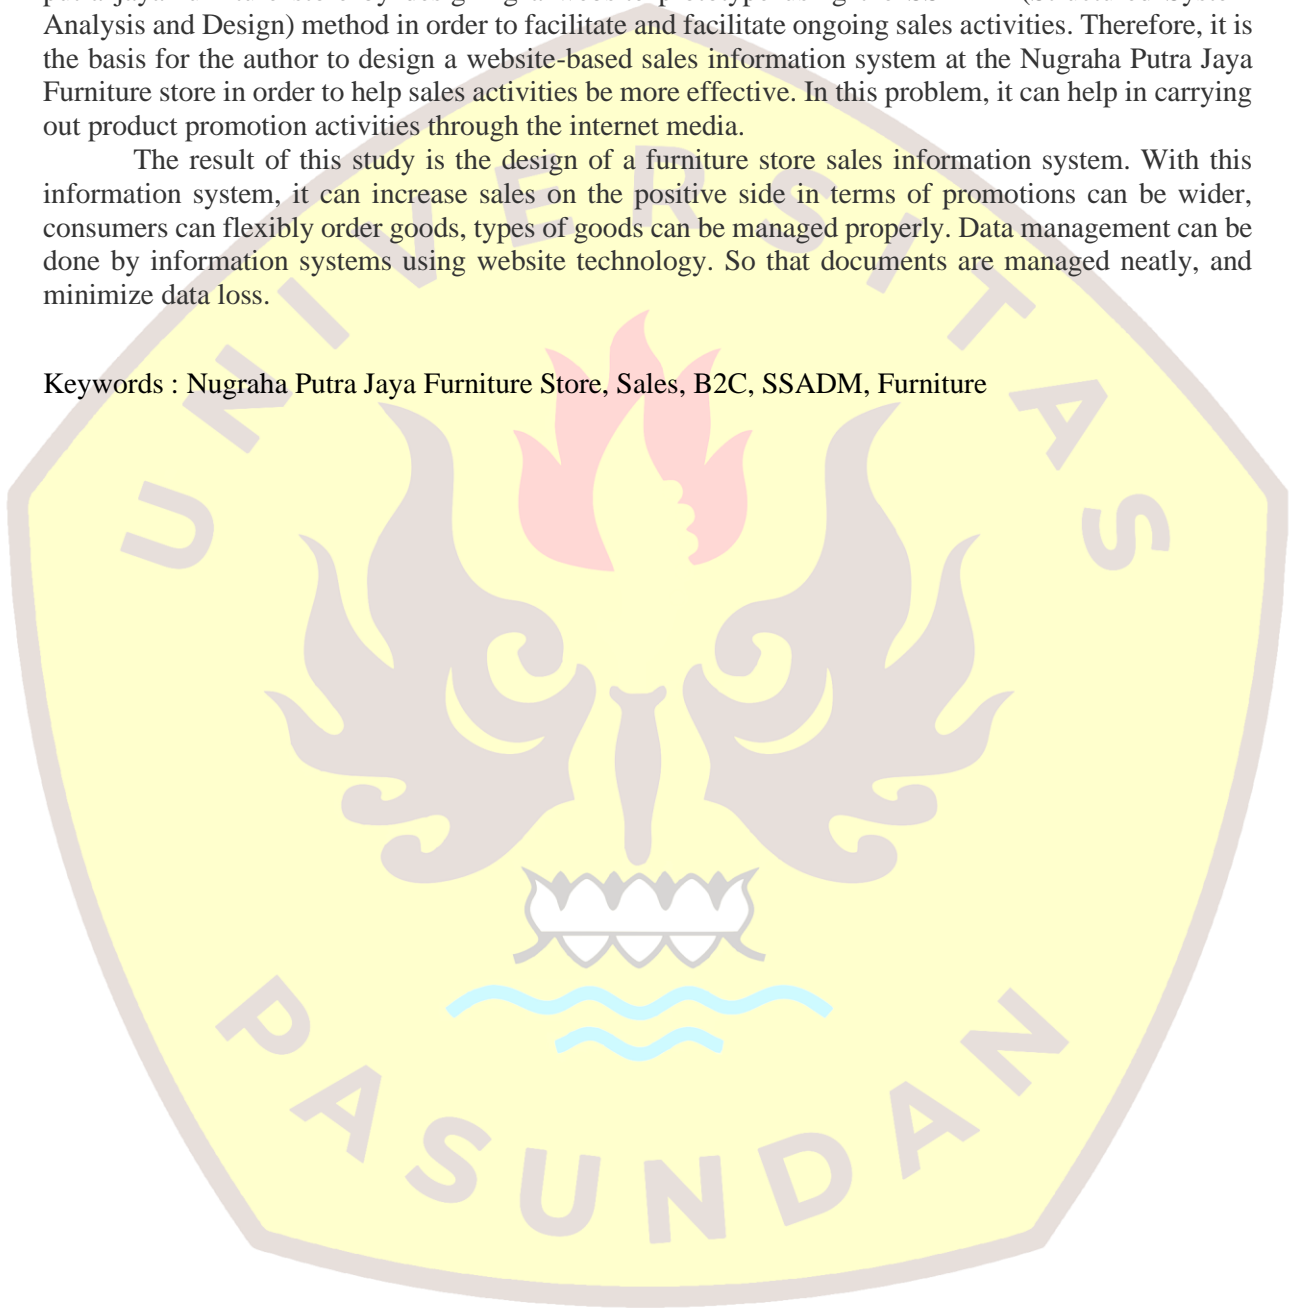 Analysis and Design) method in order to facilitate and facilitate ongoing sales activities. Therefore, it is
the basis for the author to design a website-based sales information system at the Nugraha Putra Jaya
Furniture store in order to help sales activities be more effective. In this problem, it can help in carrying
out product promotion activities through the internet media.
The result of this study is the design of a furniture store sales information system. With this
information system, it can increase sales on the positive side in terms of promotions can be wider,
consumers can flexibly order goods, types of goods can be managed properly. Data management can be
done by information systems using website technology. So that documents are managed neatly, and
minimize data loss.
Keywords : Nugraha Putra Jaya Furniture Store, Sales, B2C, SSADM, Furniture
UNIVERSITAS
PASUNDAN